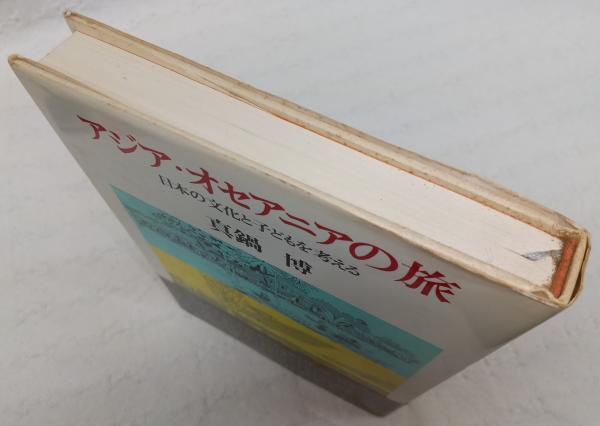 アジア・オセアニアの旅
日本の文化と子どもを考える
真鍋 博